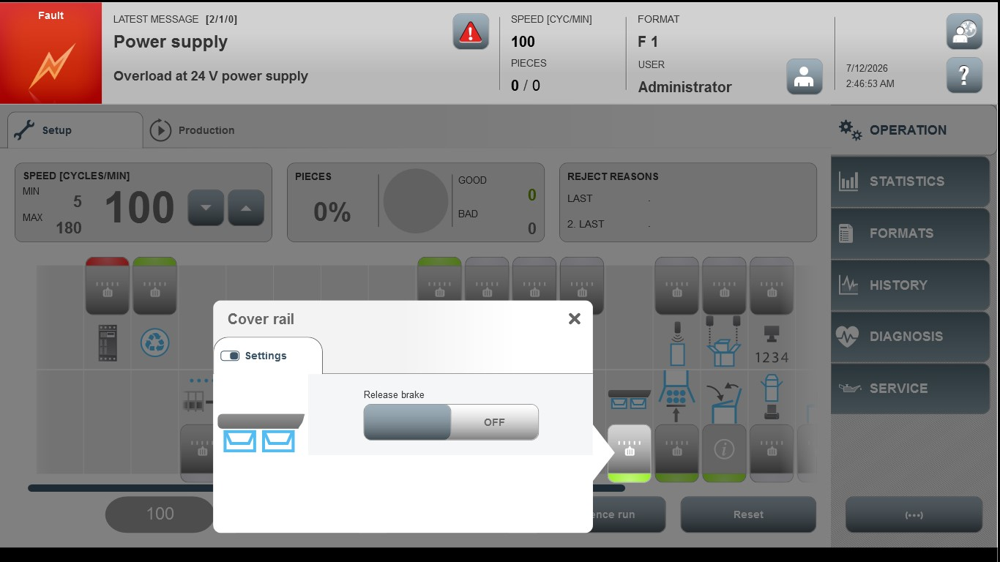 Fault
LATEST MESSAGE [2/1/0]
Power supply
Overload at 24 V power supply
SPEED [CYC/MIN]
100
PIECES
0 / 0
FORMAT
F 1
USER
Administrator
7/12/2026
2:46:53 AM
?
Setup
Production
OPERATION
STATISTICS
FORMATS
HISTORY
DIAGNOSIS
SERVICE
SPEED [CYCLES/MIN]
MIN
5
MAX
180
100
PIECES
0%
GOOD
0
BAD
0
REJECT REASONS
LAST .
2. LAST .
1234
Cover rail
Settings
Release brake
OFF
i
100
ence run
Reset
(•••)